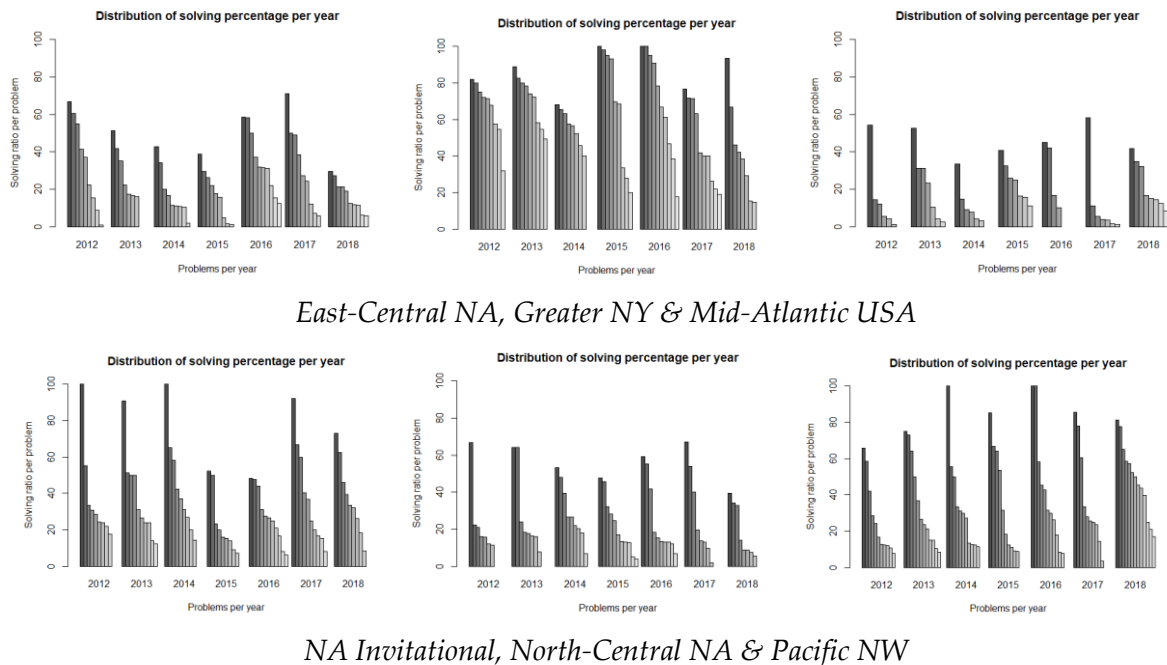 Distribution of solving percentage per year
Solving ratio per problem
0 20 40 60 80 100
2012 2013 2014 2015 2016 2017 2018
Problems per year
Distribution of solving percentage per year
Solving ratio per problem
0 20 40 60 80 100
2012 2013 2014 2015 2016 2017 2018
Problems per year
Distribution of solving percentage per year
Solving ratio per problem
0 20 40 60 80 100
2012 2013 2014 2015 2016 2017 2018
Problems per year
East-Central NA, Greater NY & Mid-Atlantic USA
Distribution of solving percentage per year
Solving ratio per problem
0 20 40 60 80 100
2012 2013 2014 2015 2016 2017 2018
Problems per year
Distribution of solving percentage per year
Solving ratio per problem
0 20 40 60 80 100
2012 2013 2014 2015 2016 2017 2018
Problems per year
Distribution of solving percentage per year
Solving ratio per problem
0 20 40 60 80 100
2012 2013 2014 2015 2016 2017 2018
Problems per year
NA Invitational, North-Central NA & Pacific NW